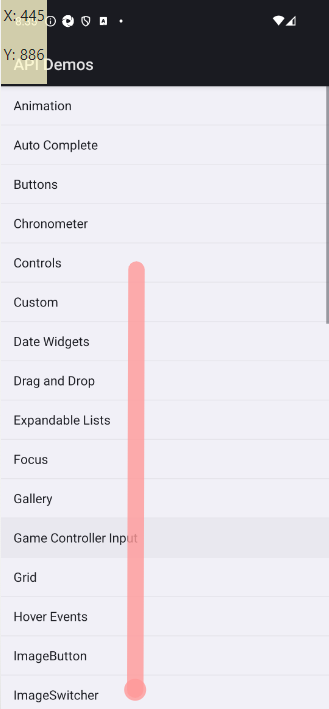 X: 445
Y: 886
API Demos
Animation
Auto Complete
Buttons
Chronometer
Controls
Custom
Date Widgets
Drag and Drop
Expandable Lists
Focus
Gallery
Game Controller Input
Grid
Hover Events
ImageButton
ImageSwitcher